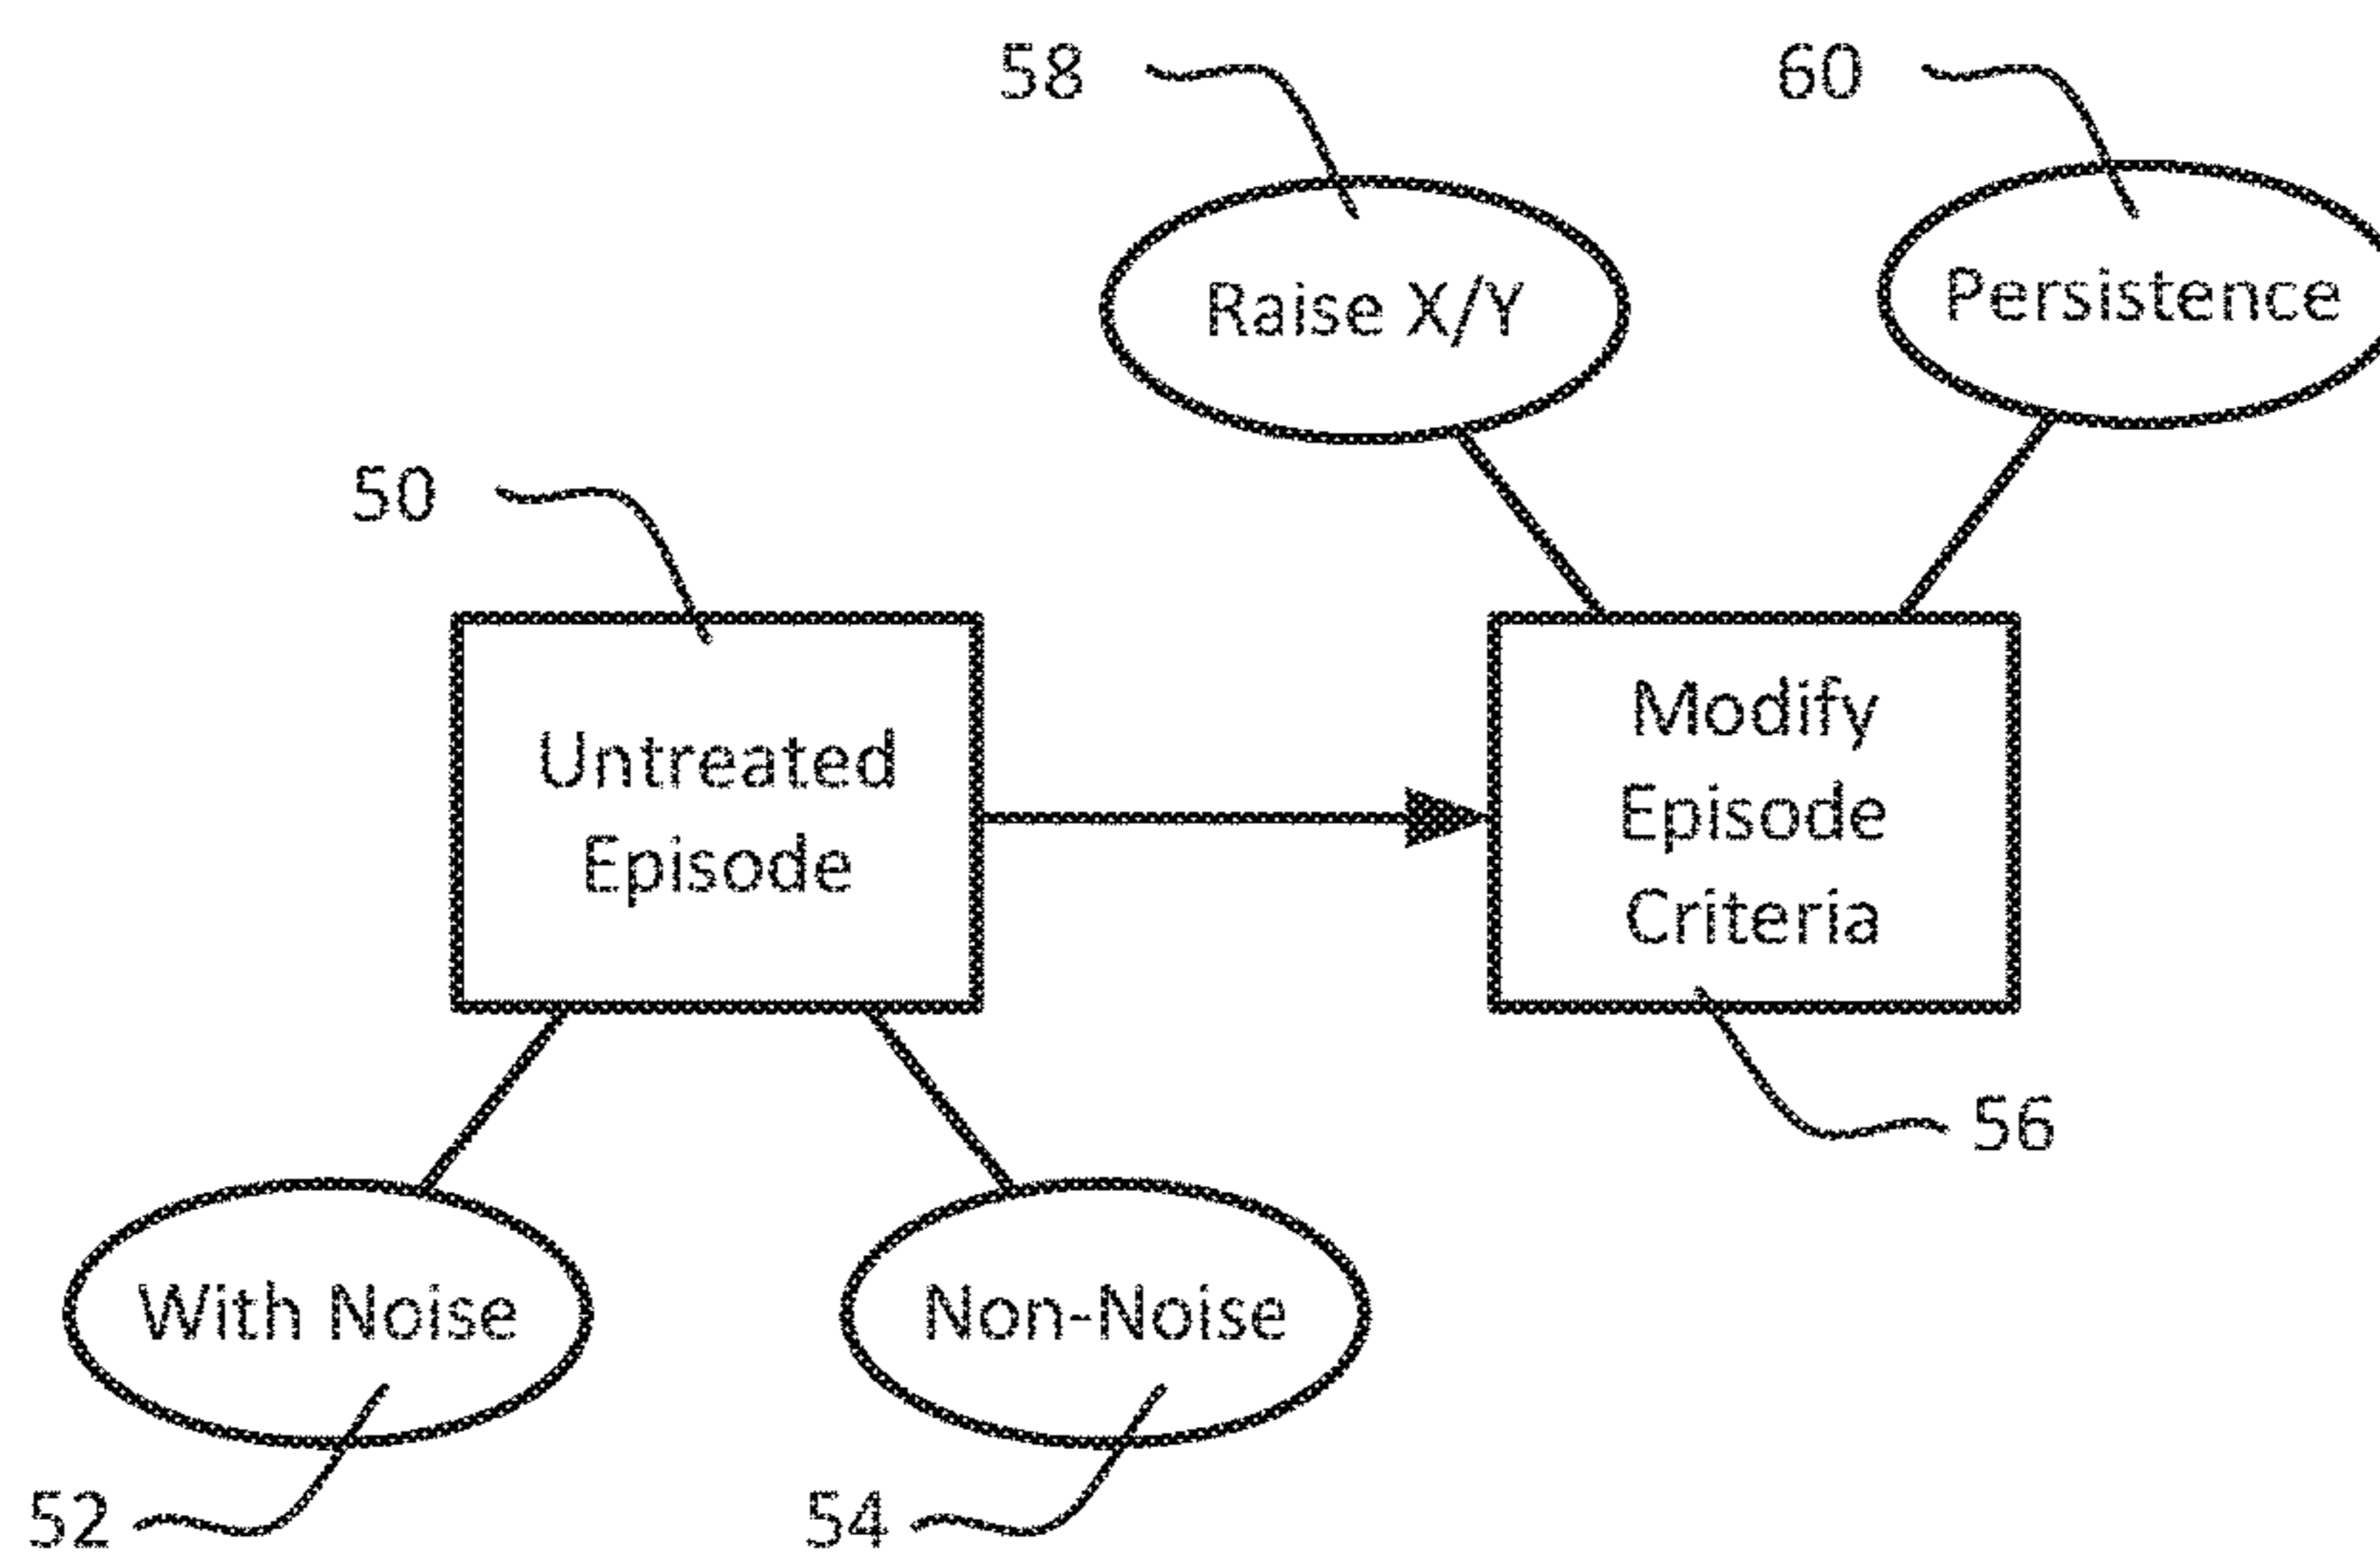 58
60
Raise X/Y
Persistence
50
Untreated
Episode
Modify
Episode
Criteria
56
With Noise
Non-Noise
52
54